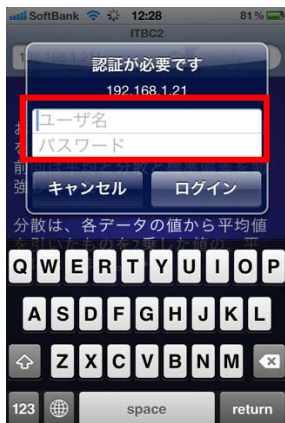 SoftBank 12:28 81%
ITBC2
認証が必要です
192.168.1.21
ユーザ名
パスワード
キャンセル ログイン
分散は、各データの値から平均値
を引いたものを2乗した値の、平
Q W E R T Y U I O P
A S D F G H J K L
Z X C V B N M
123 space return